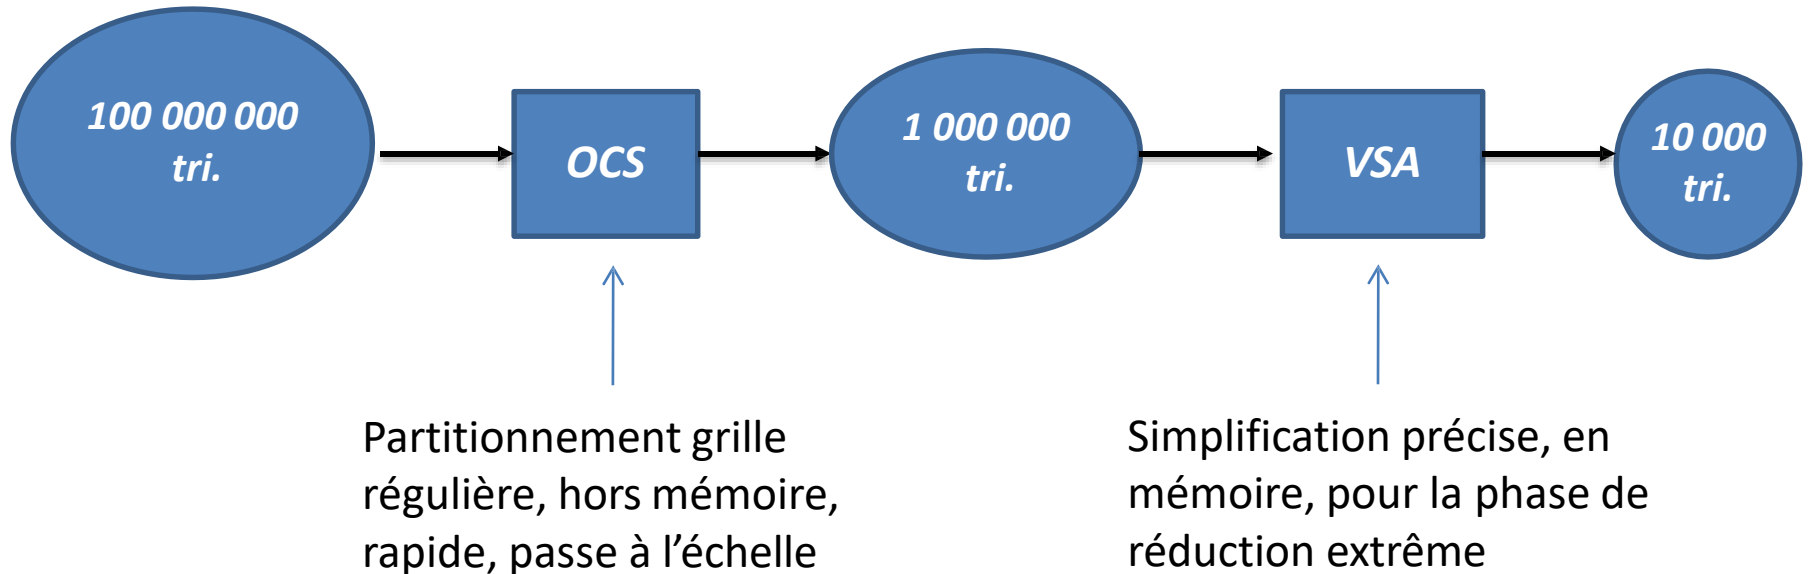 100 000 000
tri.
OCS
1 000 000
tri.
VSA
10 000
tri.
Partitionnement grille
régulière, hors mémoire,
rapide, passe à l’échelle
Simplification précise, en
mémoire, pour la phase de
réduction extrême